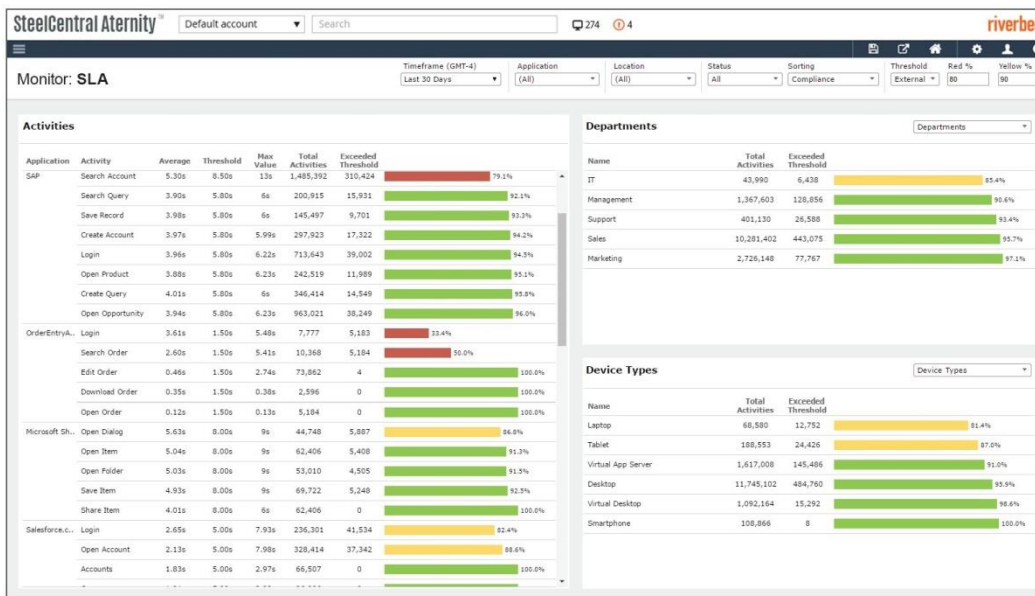 SteelCentral Aternity™ Default account Search 274 4 riverbe
Monitor: SLA
Timeframe (GMT-4) Application Location Status Sorting Threshold Red % Yellow %
Last 30 Days (All) (All) All Compliance External 80 90
Activities
Application Activity Average Threshold Max Value Total Activities Exceeded Threshold
SAP Search Account 5.30s 8.50s 13s 1,485,392 310,424 79.1%
Search Query 3.90s 5.80s 6s 200,915 15,931 92.1%
Save Record 3.98s 5.80s 6s 145,497 9,701 93.3%
Create Account 3.97s 5.80s 5.99s 297,923 17,322 94.2%
Login 3.96s 5.80s 6.22s 713,643 39,002 94.5%
Open Product 3.88s 5.80s 6.23s 242,519 11,989 95.1%
Create Query 4.01s 5.80s 6s 346,414 14,549 95.8%
Open Opportunity 3.94s 5.80s 6.23s 963,021 38,249 96.0%
OrderEntryA.. Login 3.61s 1.50s 5.48s 7,777 5,183 33.4%
Search Order 2.60s 1.50s 5.41s 10,368 5,184 50.0%
Edit Order 0.46s 1.50s 2.74s 73,862 4 100.0%
Download Order 0.35s 1.50s 0.38s 2,596 0 100.0%
Open Order 0.12s 1.50s 0.13s 5,184 0 100.0%
Microsoft Sh.. Open Dialog 5.63s 8.00s 9s 44,748 5,887 86.8%
Open Item 5.04s 8.00s 9s 62,406 5,408 91.3%
Open Folder 5.03s 8.00s 9s 53,010 4,505 91.5%
Save Item 4.93s 8.00s 9s 69,722 5,248 92.5%
Share Item 4.01s 8.00s 6s 62,406 0 100.0%
Salesforce.c.. Login 2.65s 5.00s 7.93s 236,301 41,534 82.4%
Open Account 2.13s 5.00s 7.98s 328,414 37,342 88.6%
Accounts 1.83s 5.00s 2.97s 66,507 0 100.0%
Departments Departments
Name Total Activities Exceeded Threshold
IT 43,990 6,438 85.4%
Management 1,367,603 128,856 90.6%
Support 401,130 26,588 93.4%
Sales 10,281,402 443,075 95.7%
Marketing 2,726,148 77,767 97.1%
Device Types Device Types
Name Total Activities Exceeded Threshold
Laptop 68,580 12,752 81.4%
Tablet 188,553 24,426 87.0%
Virtual App Server 1,617,008 145,486 91.0%
Desktop 11,745,102 484,760 95.9%
Virtual Desktop 1,092,164 15,292 98.6%
Smartphone 108,866 8 100.0%